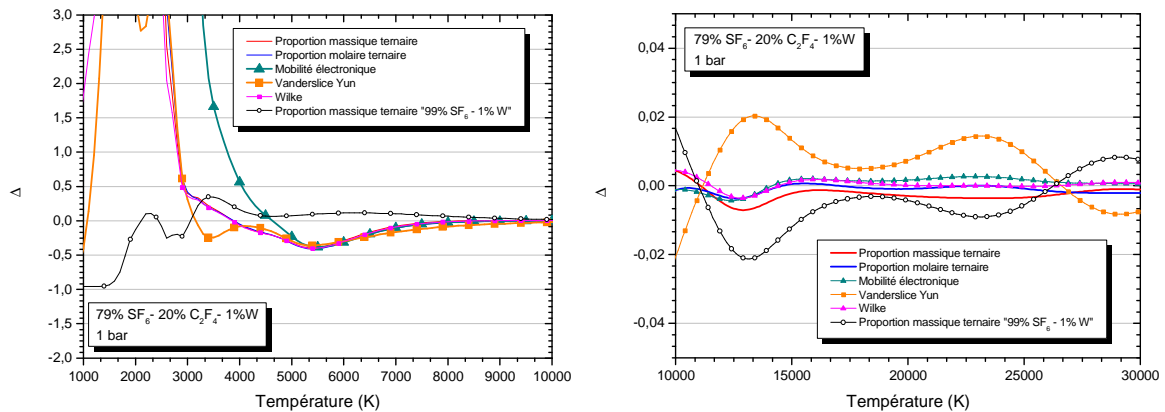 3,0
2,5
2,0
1,5
1,0
0,5
0,0
-0,5
-1,0
-1,5
-2,0
Δ
Proportion massique ternaire
Proportion molaire ternaire
Mobilité électronique
Vanderslice Yun
Wilke
Proportion massique ternaire "99% SF6 - 1% W"
79% SF6- 20% C2F4- 1%W
1 bar
1000 2000 3000 4000 5000 6000 7000 8000 9000 10000
Température (K)
0,04
0,02
0,00
-0,02
-0,04
Δ
79% SF6- 20% C2F4- 1%W
1 bar
Proportion massique ternaire
Proportion molaire ternaire
Mobilité électronique
Vanderslice Yun
Wilke
Proportion massique ternaire "99% SF6 - 1% W"
10000 15000 20000 25000 30000
Température (K)